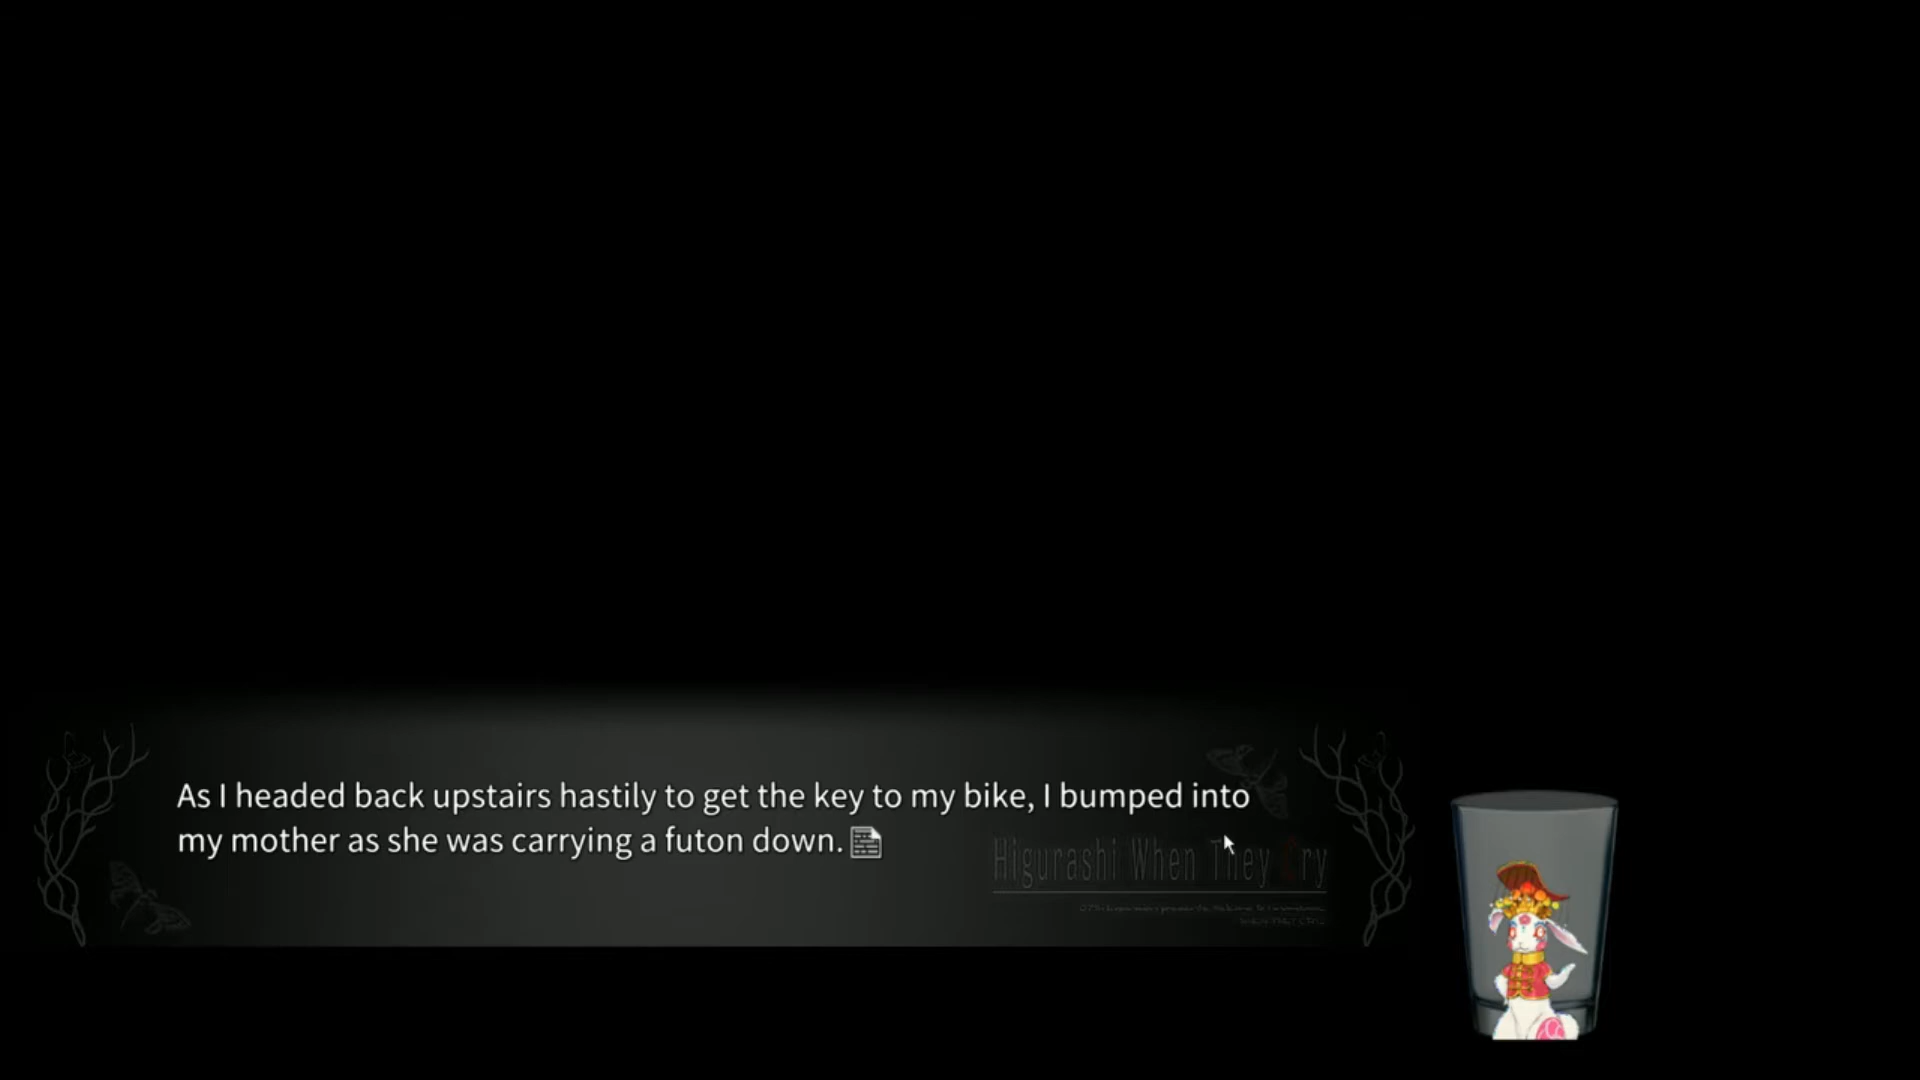 As I headed back upstairs hastily to get the key to my bike, I bumped into
my mother as she was carrying a futon down.
Higurashi When They Cry